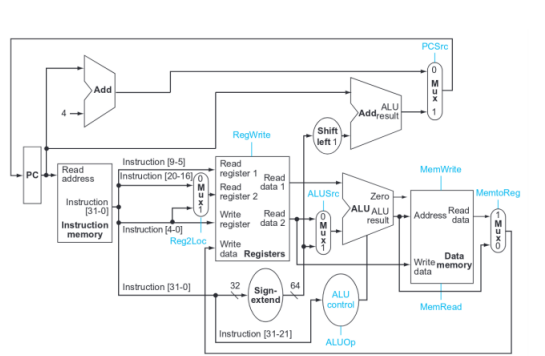 PCSrc
0
M
u
x
1
Add
4
Add ALU
result
Shift
left 1
RegWrite
PC
Read
address
Instruction
[31-0]
Instruction
memory
Instruction [9-5]
Instruction [20-16]
Instruction [4-0]
0
M
u
x
1
Reg2Loc
Read
register 1
Read
register 2
Write
register
Write
data
Registers
Read
data 1
Read
data 2
ALUSrc
0
M
u
x
1
Zero
ALU ALU
result
MemWrite
Address
Read
data
Write
data
Data
memory
MemRead
MemtoReg
1
M
u
x
0
Instruction [31-0]
32
Sign-
extend
64
ALU
control
ALUOp
Instruction [31-21]